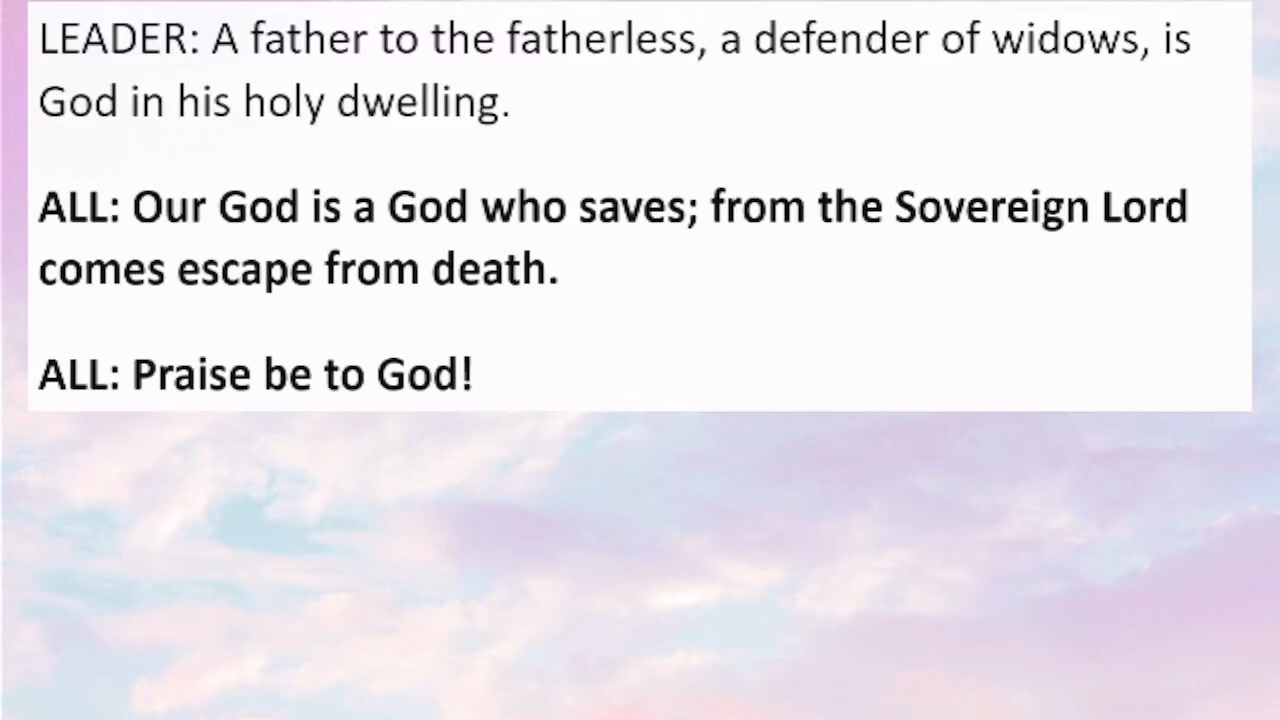 LEADER: A father to the fatherless, a defender of widows, is
God in his holy dwelling.
ALL: Our God is a God who saves; from the Sovereign Lord
comes escape from death.
ALL: Praise be to God!